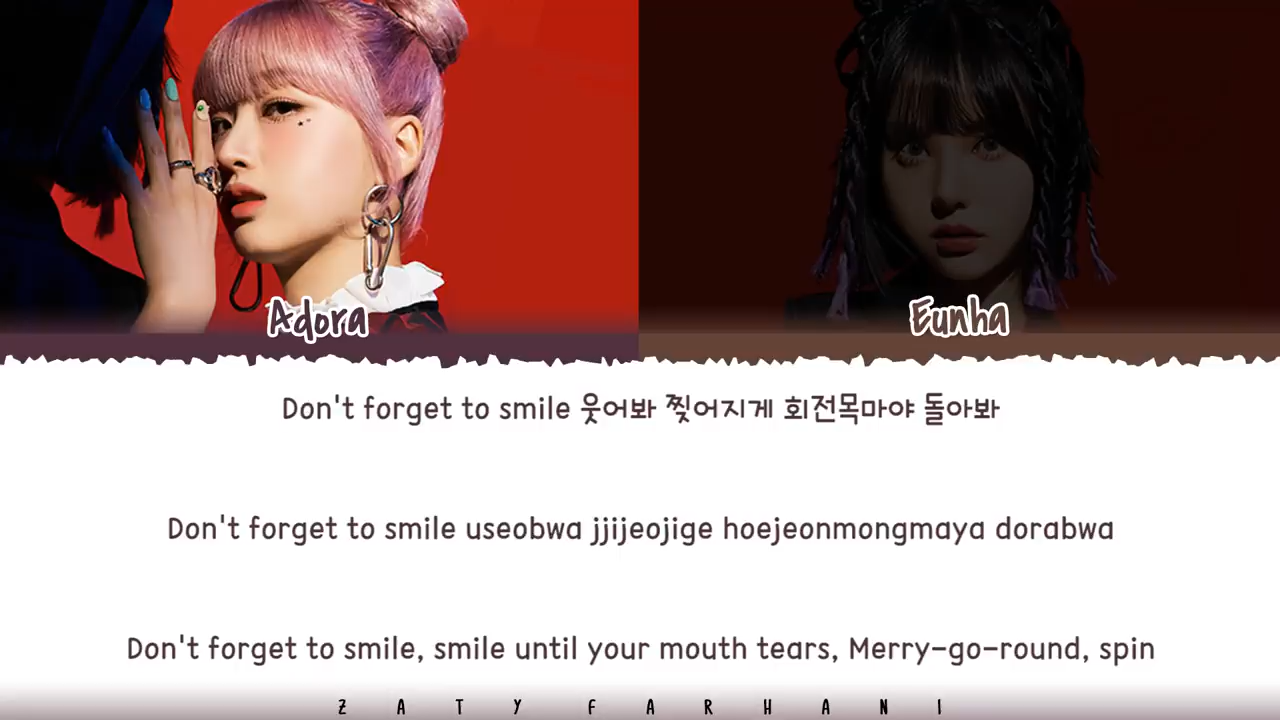 Adora
Eunha
Don't forget to smile 웃어봐 찢어지게 회전목마야 돌아봐
Don't forget to smile useobwa jjijeojige hoejeonmongmaya dorabwa
Don't forget to smile, smile until your mouth tears, Merry-go-round, spin
ZATY FARHANI